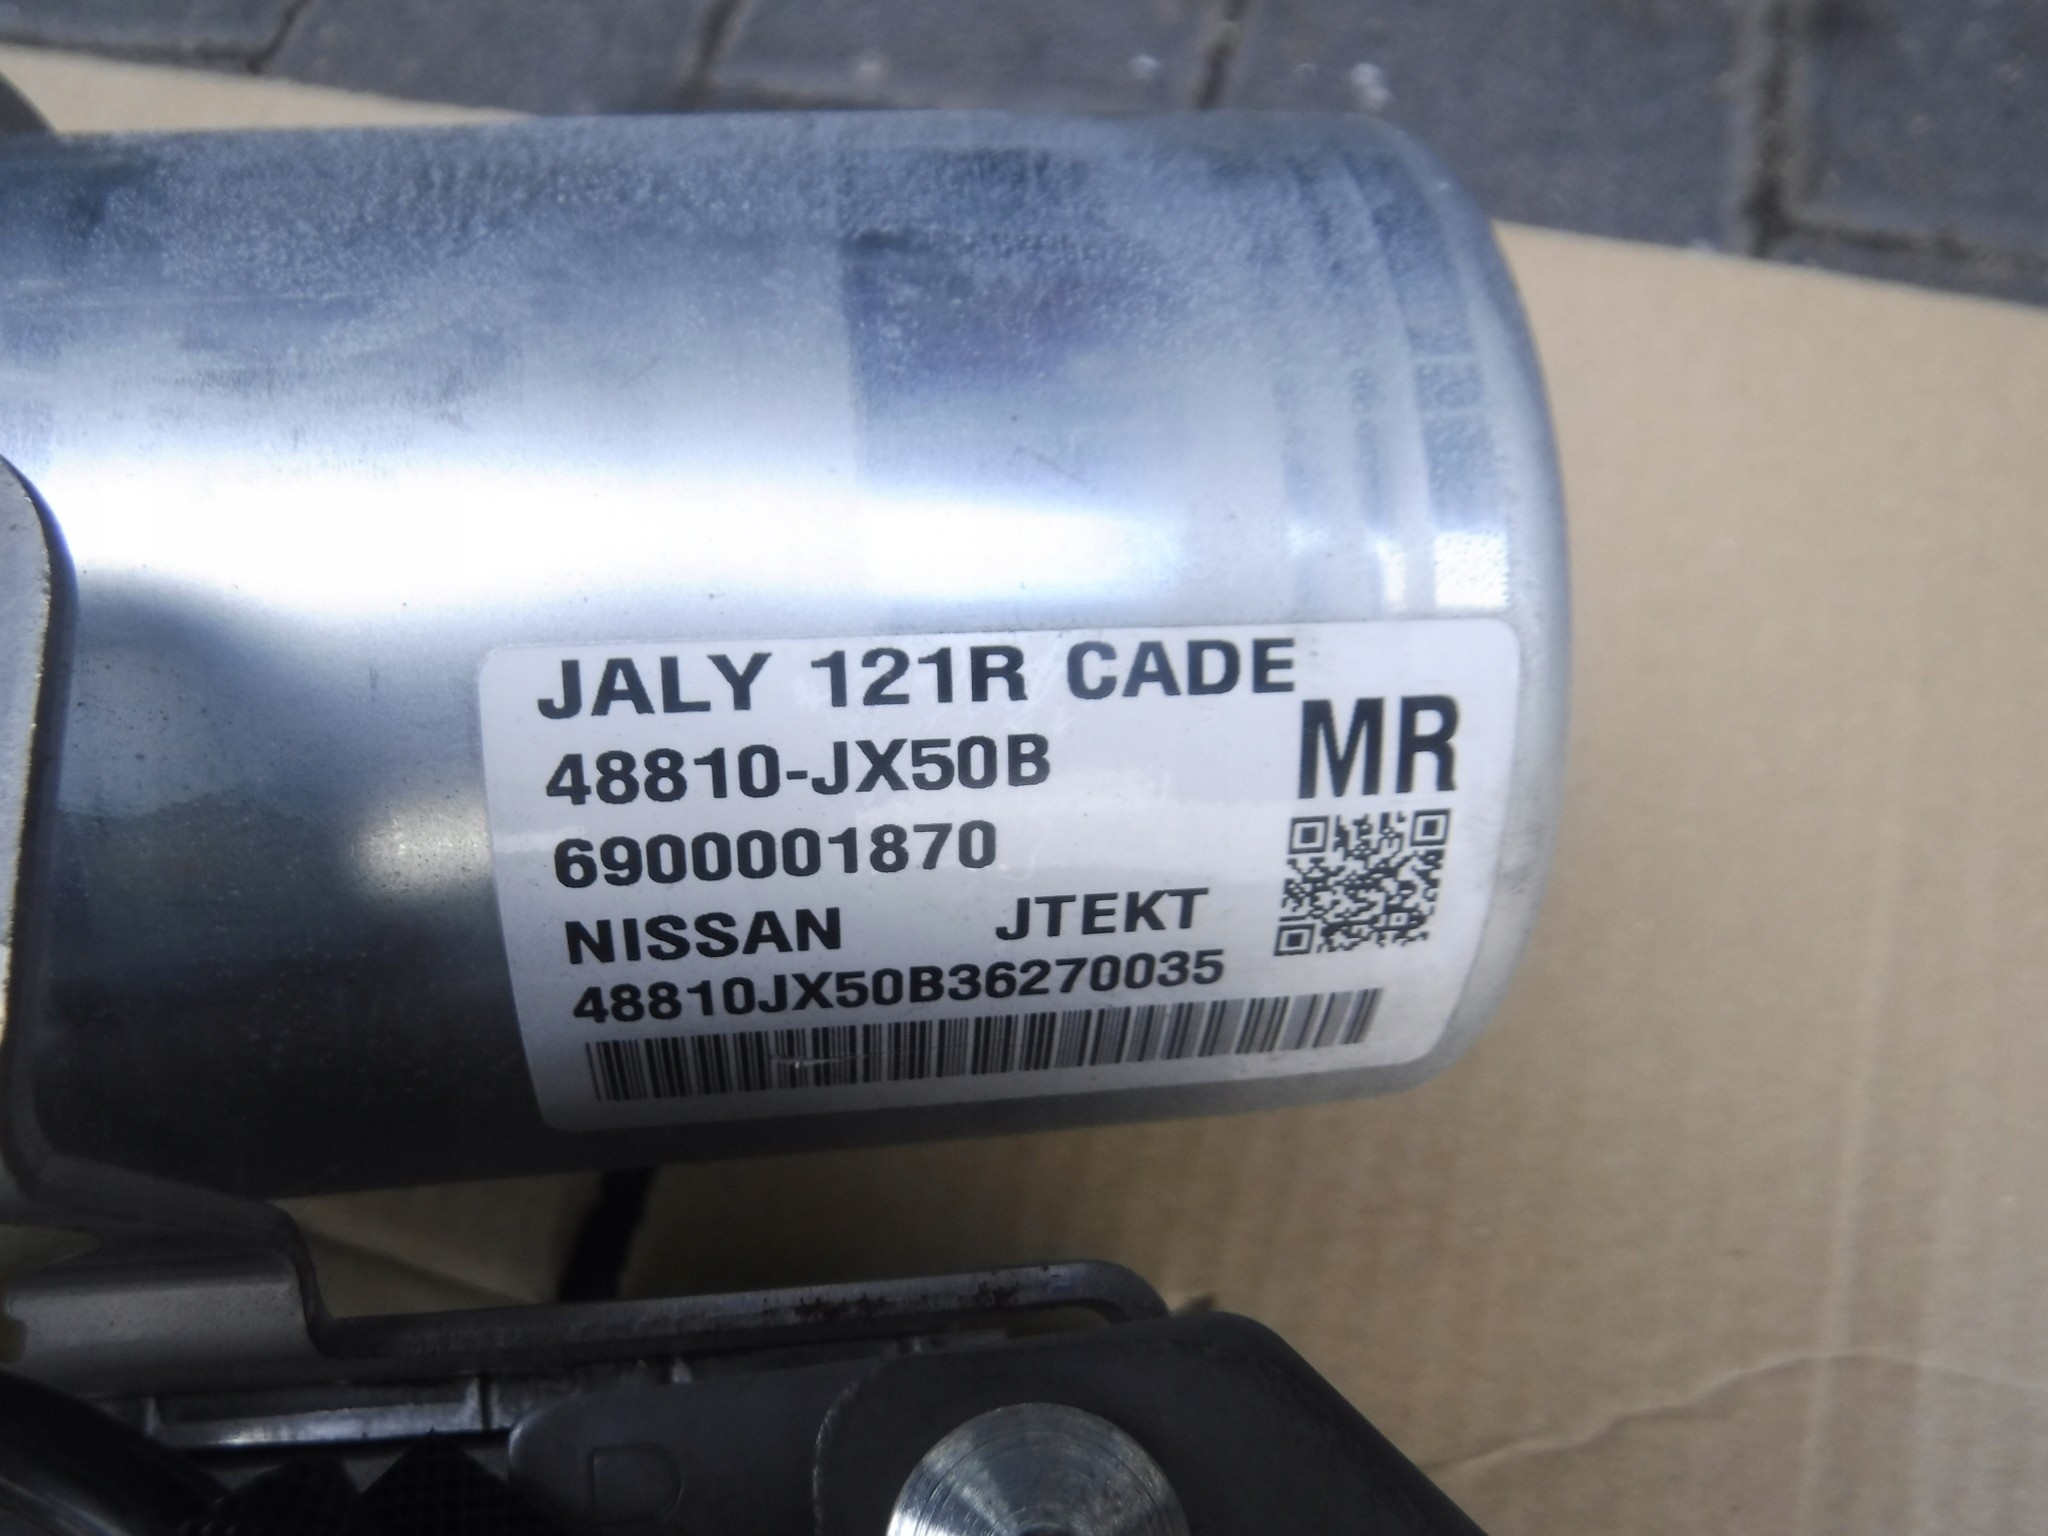 JALY 121R CADE
MR
48810-JX50B
6900001870
NISSAN JTEKT
48810JX50B36270035
D